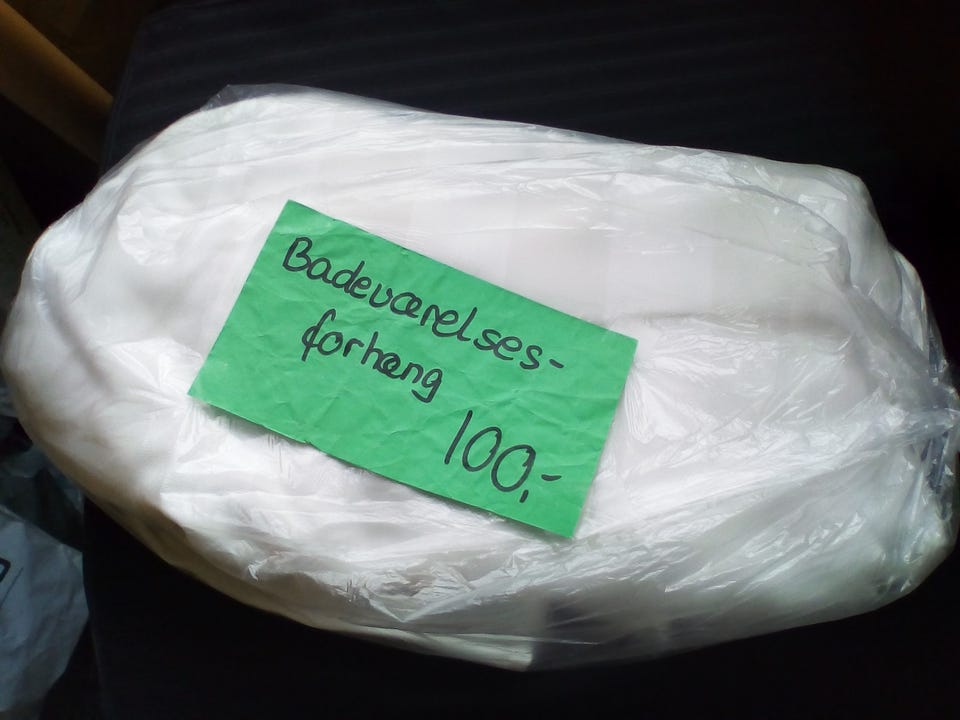 Badeværelses-
forhæng
100,-